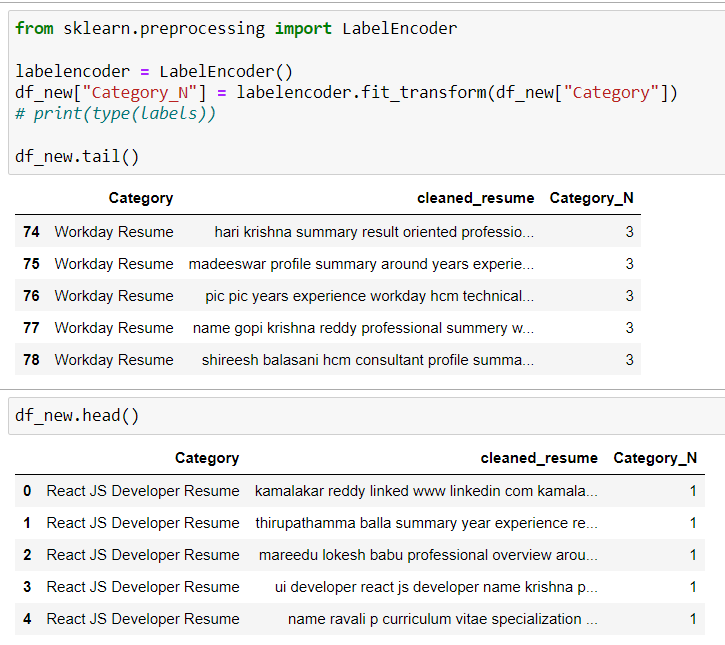 from sklearn.preprocessing import LabelEncoder
labelencoder = LabelEncoder()
df_new["Category_N"] = labelencoder.fit_transform(df_new["Category"])
# print(type(labels))
df_new.tail()
Category cleaned_resume Category_N
74 Workday Resume hari krishna summary result oriented professio... 3
75 Workday Resume madeeswar profile summary around years experie... 3
76 Workday Resume pic pic years experience workday hcm technical... 3
77 Workday Resume name gopi krishna reddy professional summery w... 3
78 Workday Resume shireesh balasani hcm consultant profile summa... 3
df_new.head()
Category cleaned_resume Category_N
0 React JS Developer Resume kamalakar reddy linked www linkedin com kamala... 1
1 React JS Developer Resume thirupathamma balla summary year experience re... 1
2 React JS Developer Resume mareedu lokesh babu professional overview arou... 1
3 React JS Developer Resume ui developer react js developer name krishna p... 1
4 React JS Developer Resume name ravali p curriculum vitae specialization ... 1